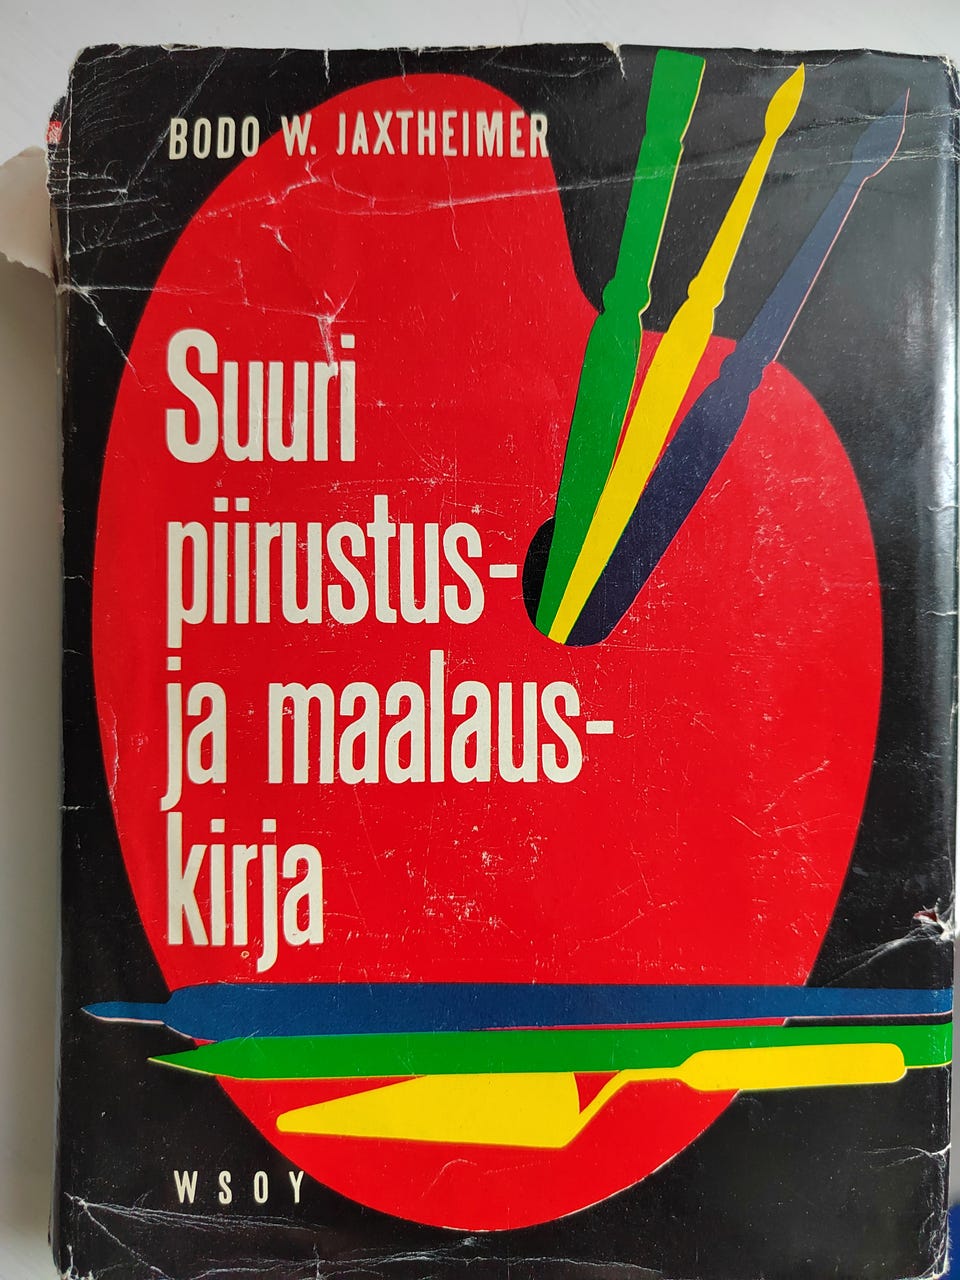 BODO W. JAXTHEIMER
Suuri
piirustus-
ja maalaus-
kirja
WSOY